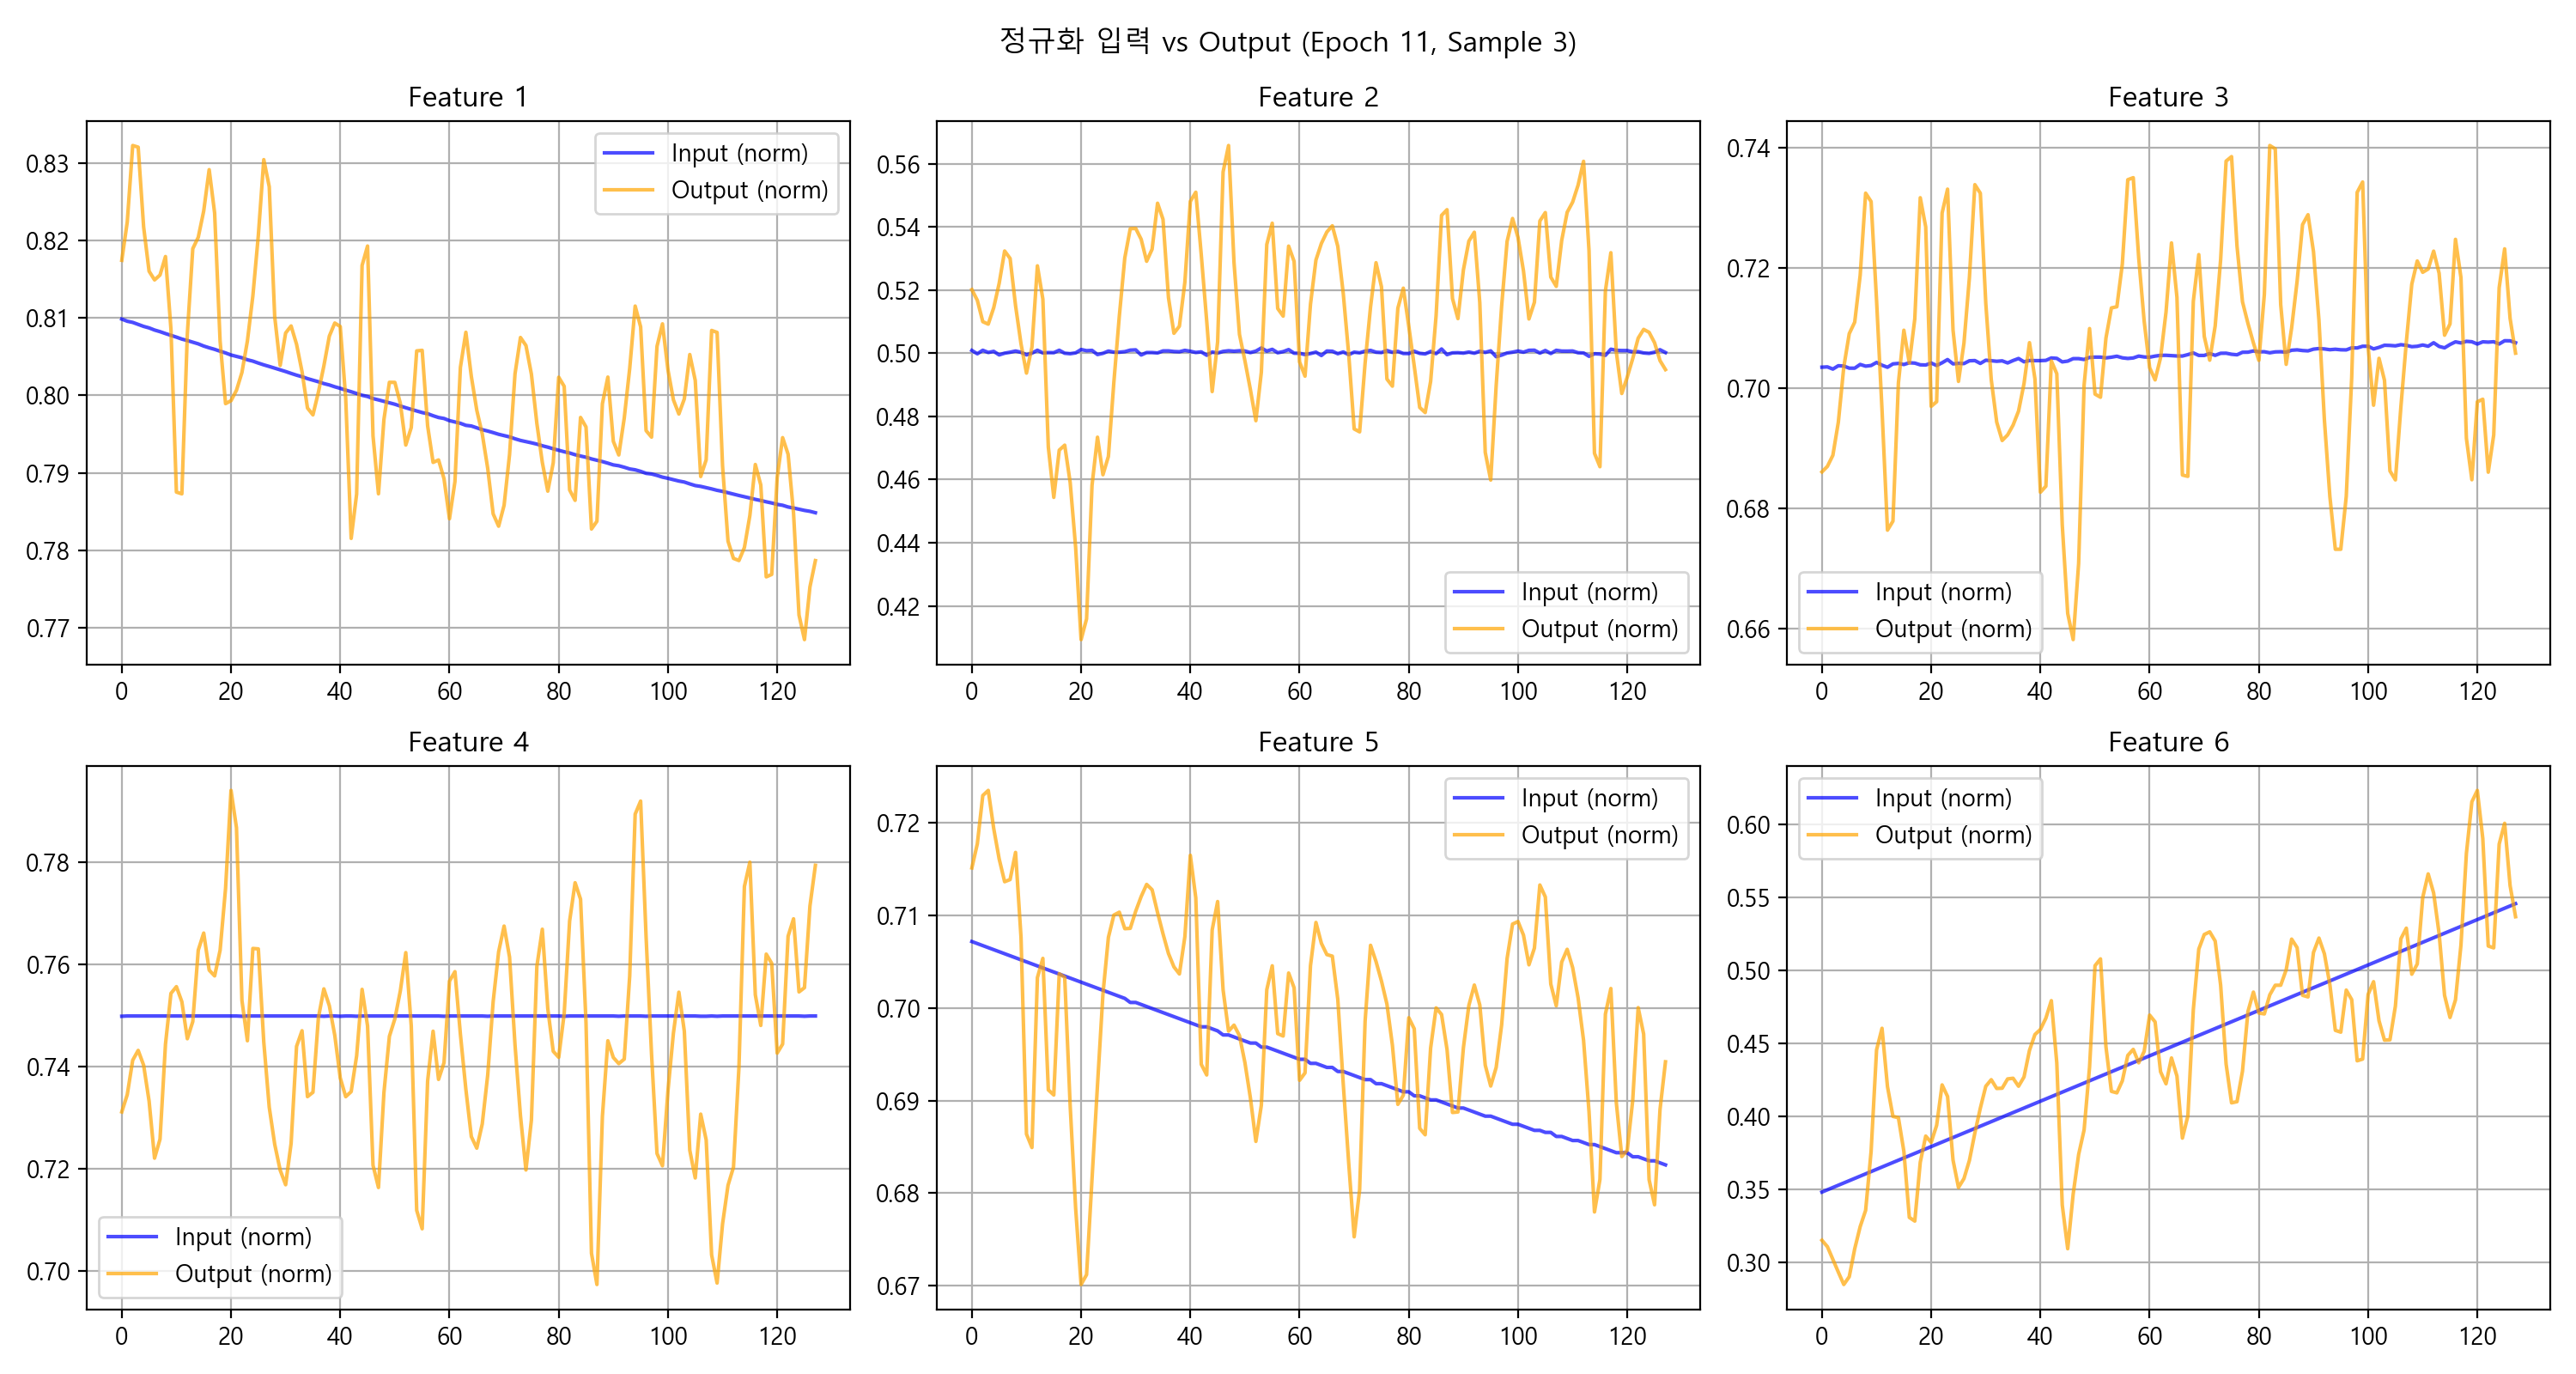 정규화 입력 vs Output (Epoch 11, Sample 3)
Feature 1
Input (norm)
Output (norm)
0.83
0.82
0.81
0.80
0.79
0.78
0.77
0 20 40 60 80 100 120
Feature 2
0.56
0.54
0.52
0.50
0.48
0.46
0.44
0.42
Input (norm)
Output (norm)
0 20 40 60 80 100 120
Feature 3
0.74
0.72
0.70
0.68
0.66
Input (norm)
Output (norm)
0 20 40 60 80 100 120
Feature 4
0.78
0.76
0.74
0.72
0.70
Input (norm)
Output (norm)
0 20 40 60 80 100 120
Feature 5
Input (norm)
Output (norm)
0.72
0.71
0.70
0.69
0.68
0.67
0 20 40 60 80 100 120
Feature 6
Input (norm)
Output (norm)
0.60
0.55
0.50
0.45
0.40
0.35
0.30
0 20 40 60 80 100 120